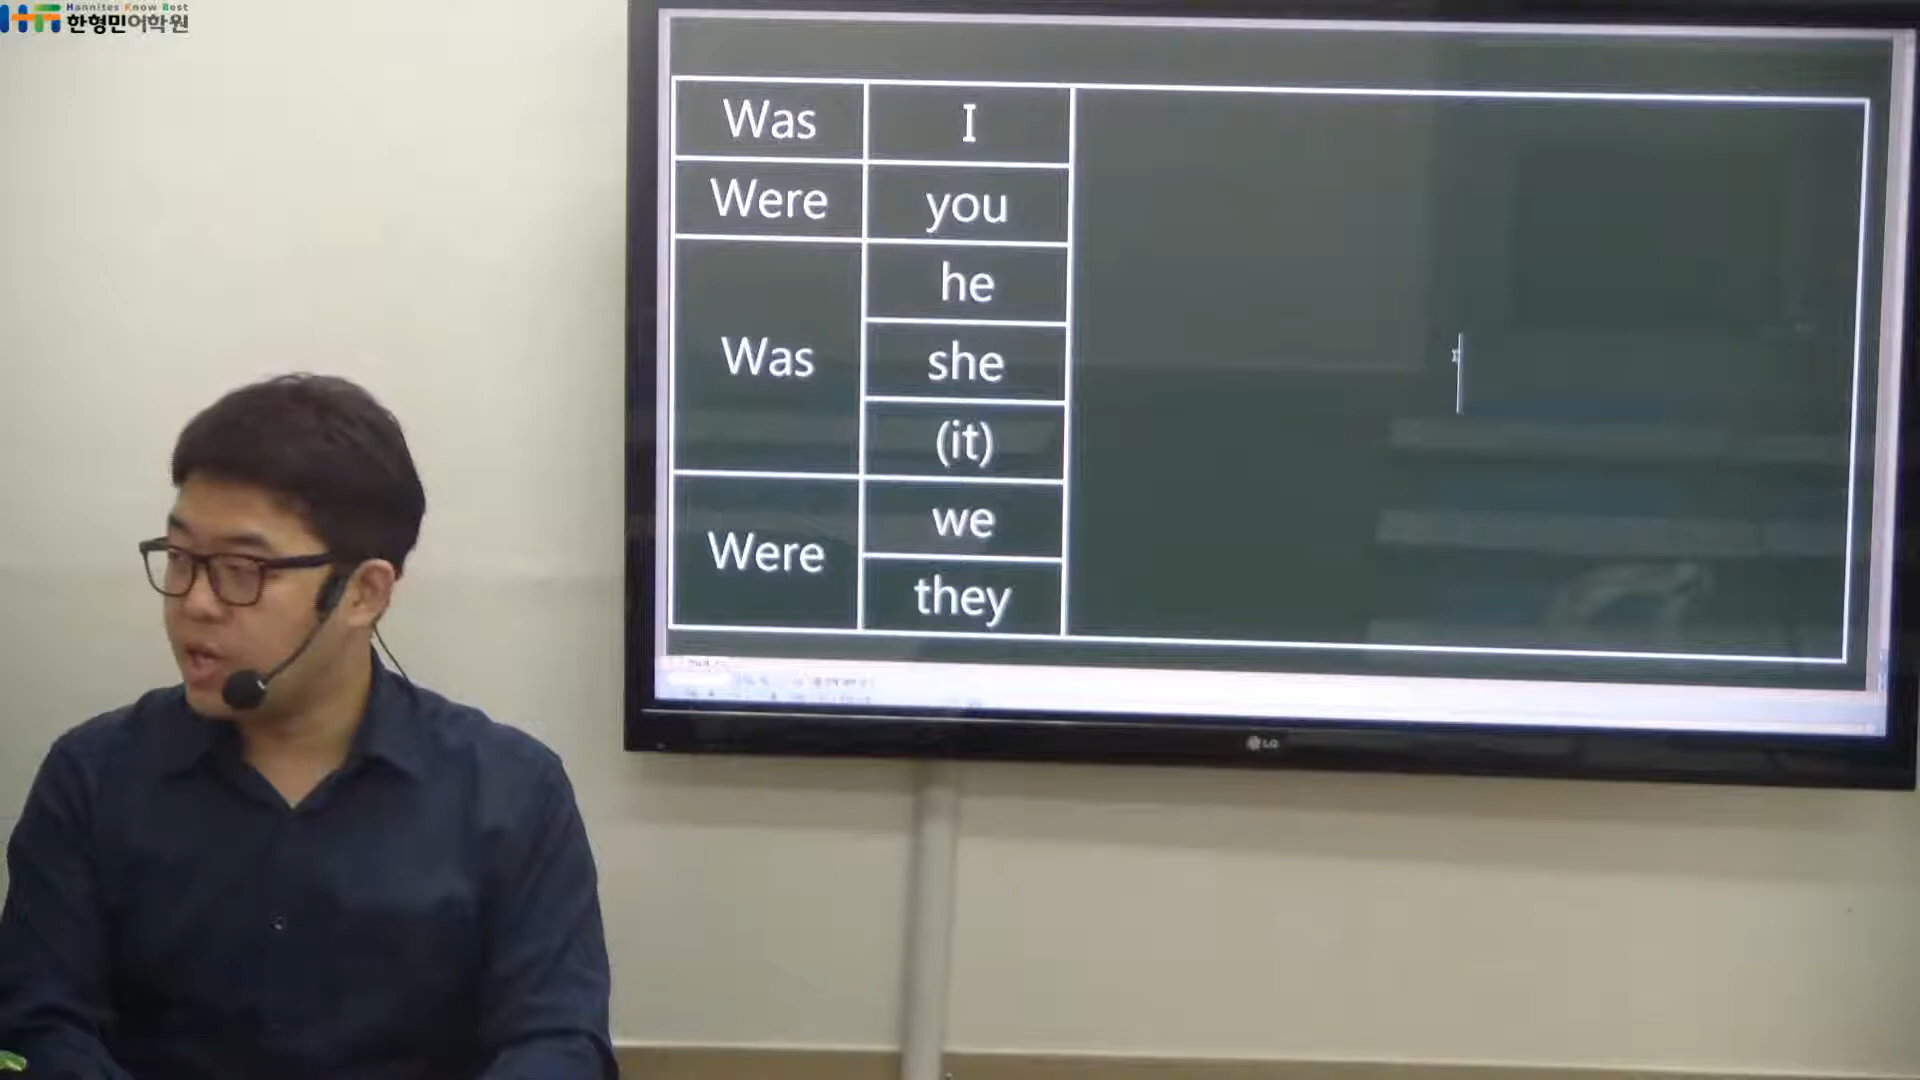 Hannites Know Best
한형민어학원
Was I
Were you
he
Was she
(it)
we
Were
they
LG